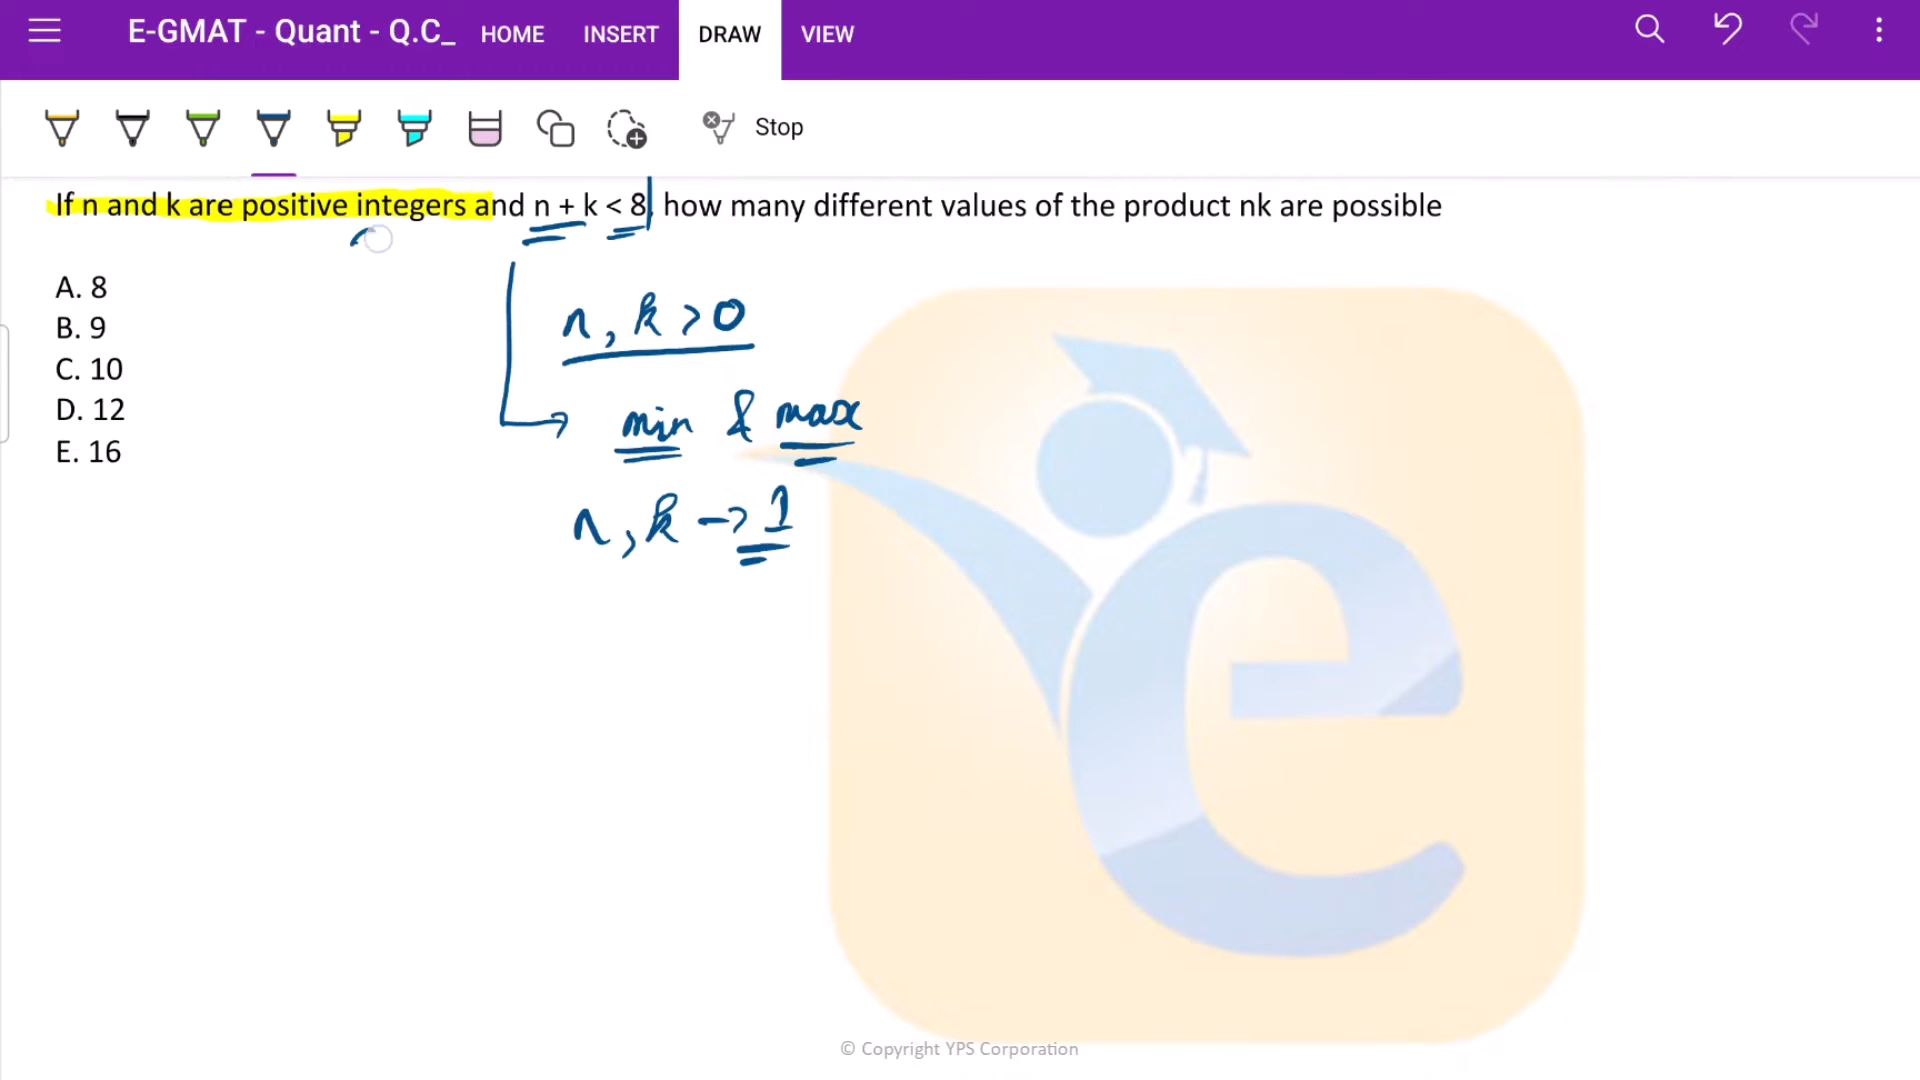 E-GMAT - Quant - Q.C_ HOME INSERT DRAW VIEW
Stop
If n and k are positive integers and n + k < 8, how many different values of the product nk are possible
A. 8
B. 9
C. 10
D. 12
E. 16
n, k > 0
min & max
n, k → 1
© Copyright YPS Corporation